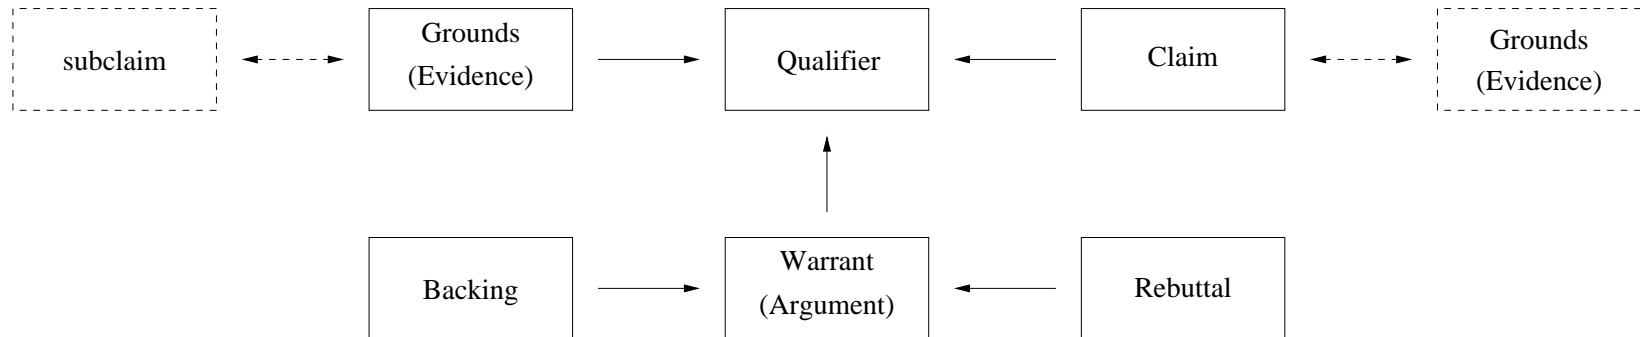 subclaim
Grounds
(Evidence)
Qualifier
Claim
Grounds
(Evidence)
Backing
Warrant
(Argument)
Rebuttal